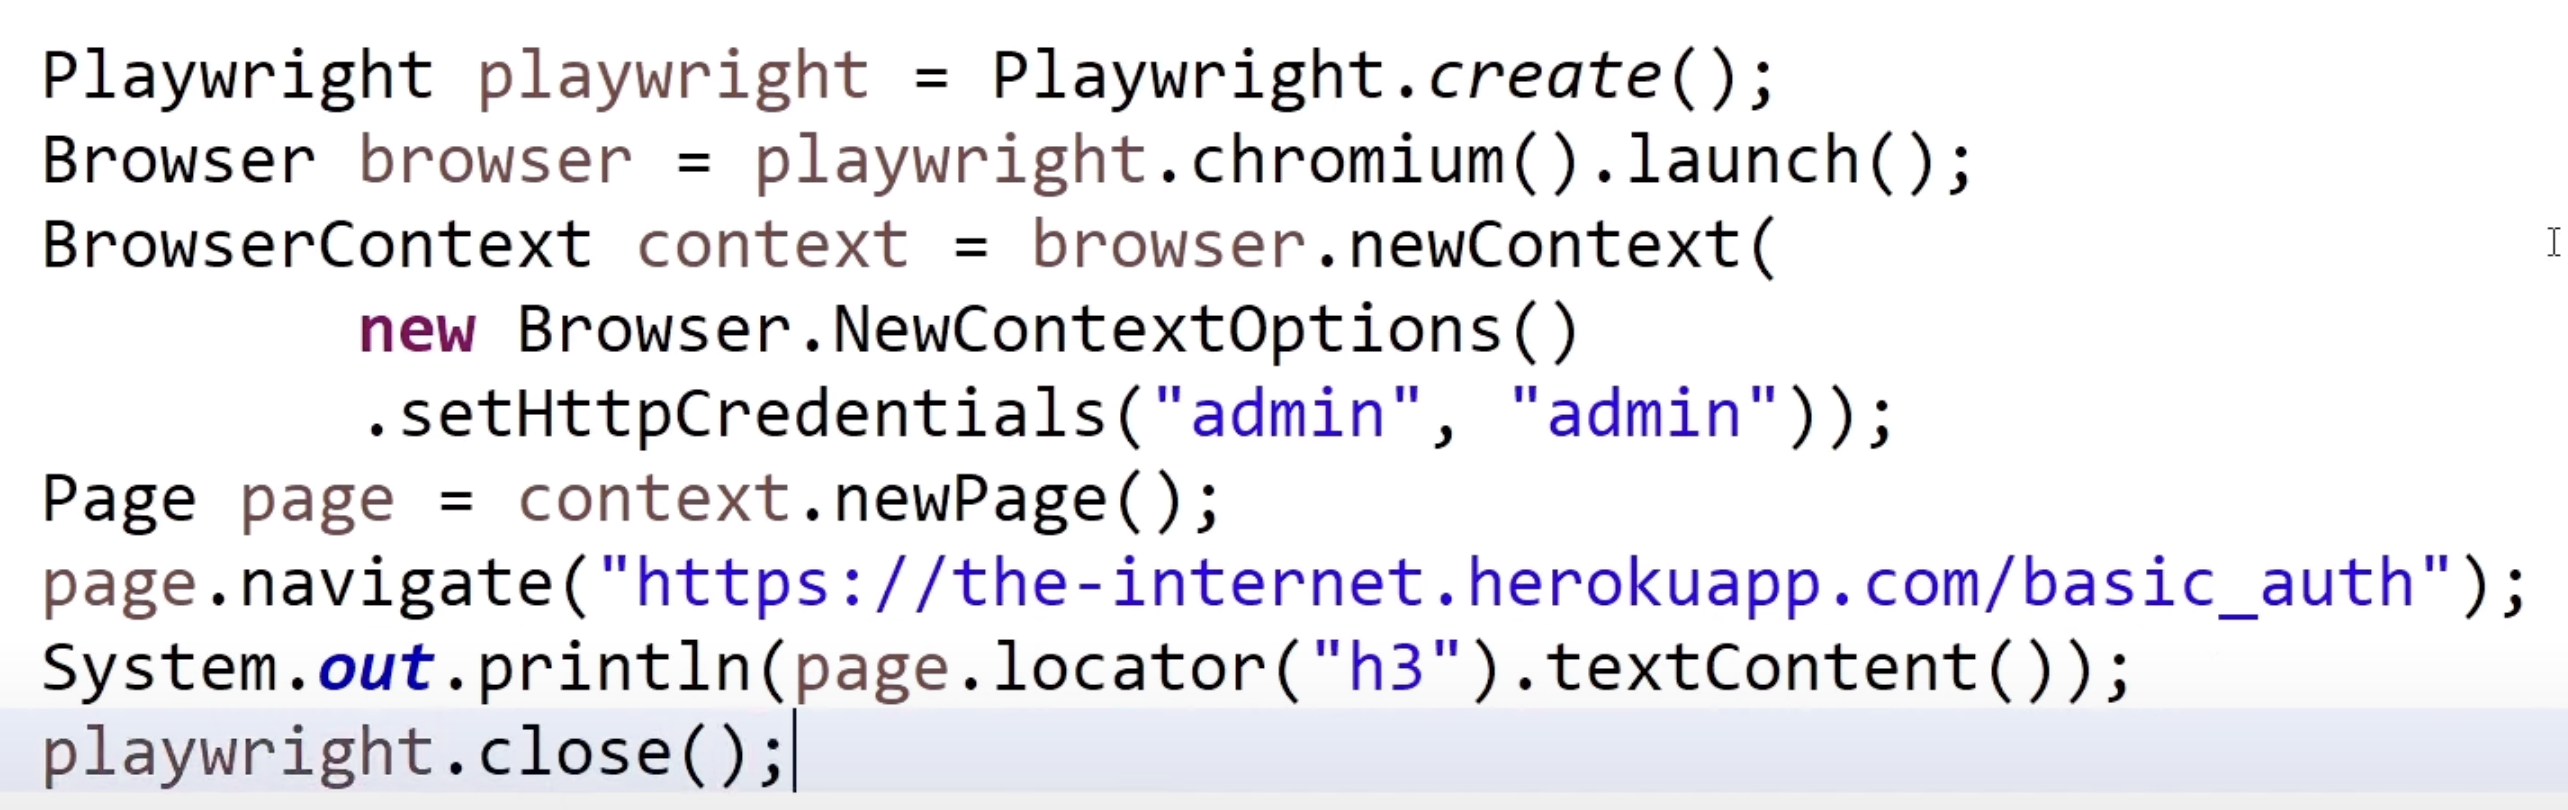 Playwright playwright = Playwright.create();
Browser browser = playwright.chromium().launch();
BrowserContext context = browser.newContext(
new Browser.NewContextOptions()
.setHttpCredentials("admin", "admin"));
Page page = context.newPage();
page.navigate("https://the-internet.herokuapp.com/basic_auth");
System.out.println(page.locator("h3").textContent());
playwright.close();